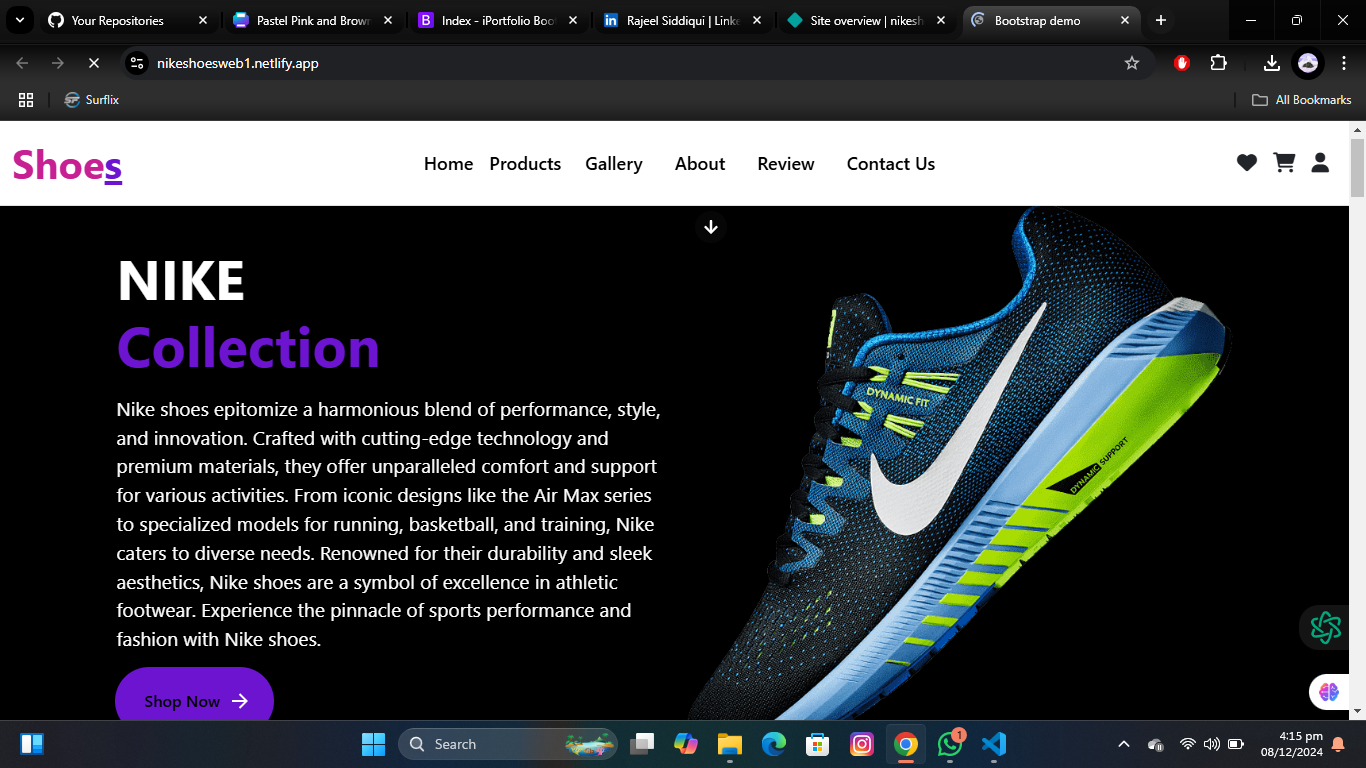 Your Repositories
Pastel Pink and Brown
Index - iPortfolio Boo
Rajeel Siddiqui | Linke
Site overview | nikesh
Bootstrap demo
nikeshoesweb1.netlify.app
Surflix
All Bookmarks
Shoes
Home Products Gallery About Review Contact Us
NIKE
Collection
Nike shoes epitomize a harmonious blend of performance, style,
and innovation. Crafted with cutting-edge technology and
premium materials, they offer unparalleled comfort and support
for various activities. From iconic designs like the Air Max series
to specialized models for running, basketball, and training, Nike
caters to diverse needs. Renowned for their durability and sleek
aesthetics, Nike shoes are a symbol of excellence in athletic
footwear. Experience the pinnacle of sports performance and
fashion with Nike shoes.
Shop Now
DYNAMIC FIT
DYNAMIC SUPPORT
Search
1
4:15 pm
08/12/2024